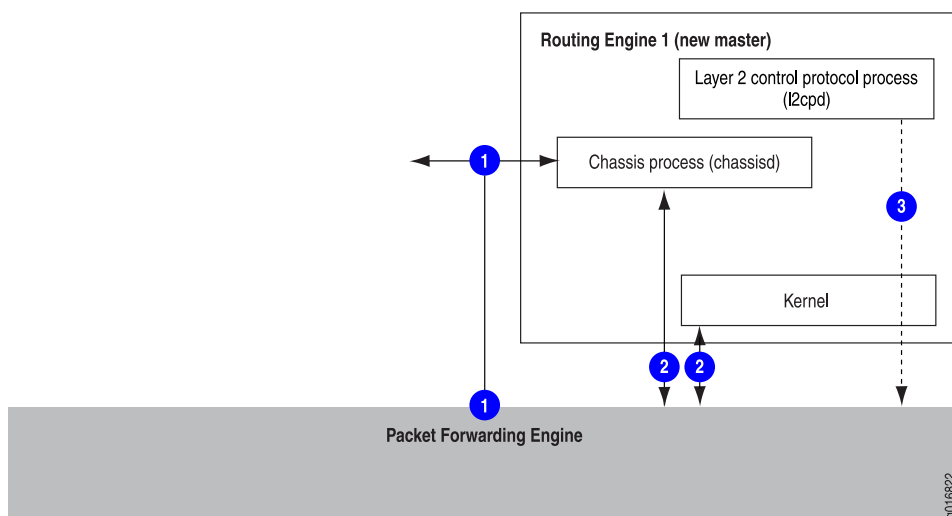 Routing Engine 1 (new master)
Layer 2 control protocol process
(l2cpd)
1
Chassis process (chassisd)
3
Kernel
2
2
1
Packet Forwarding Engine